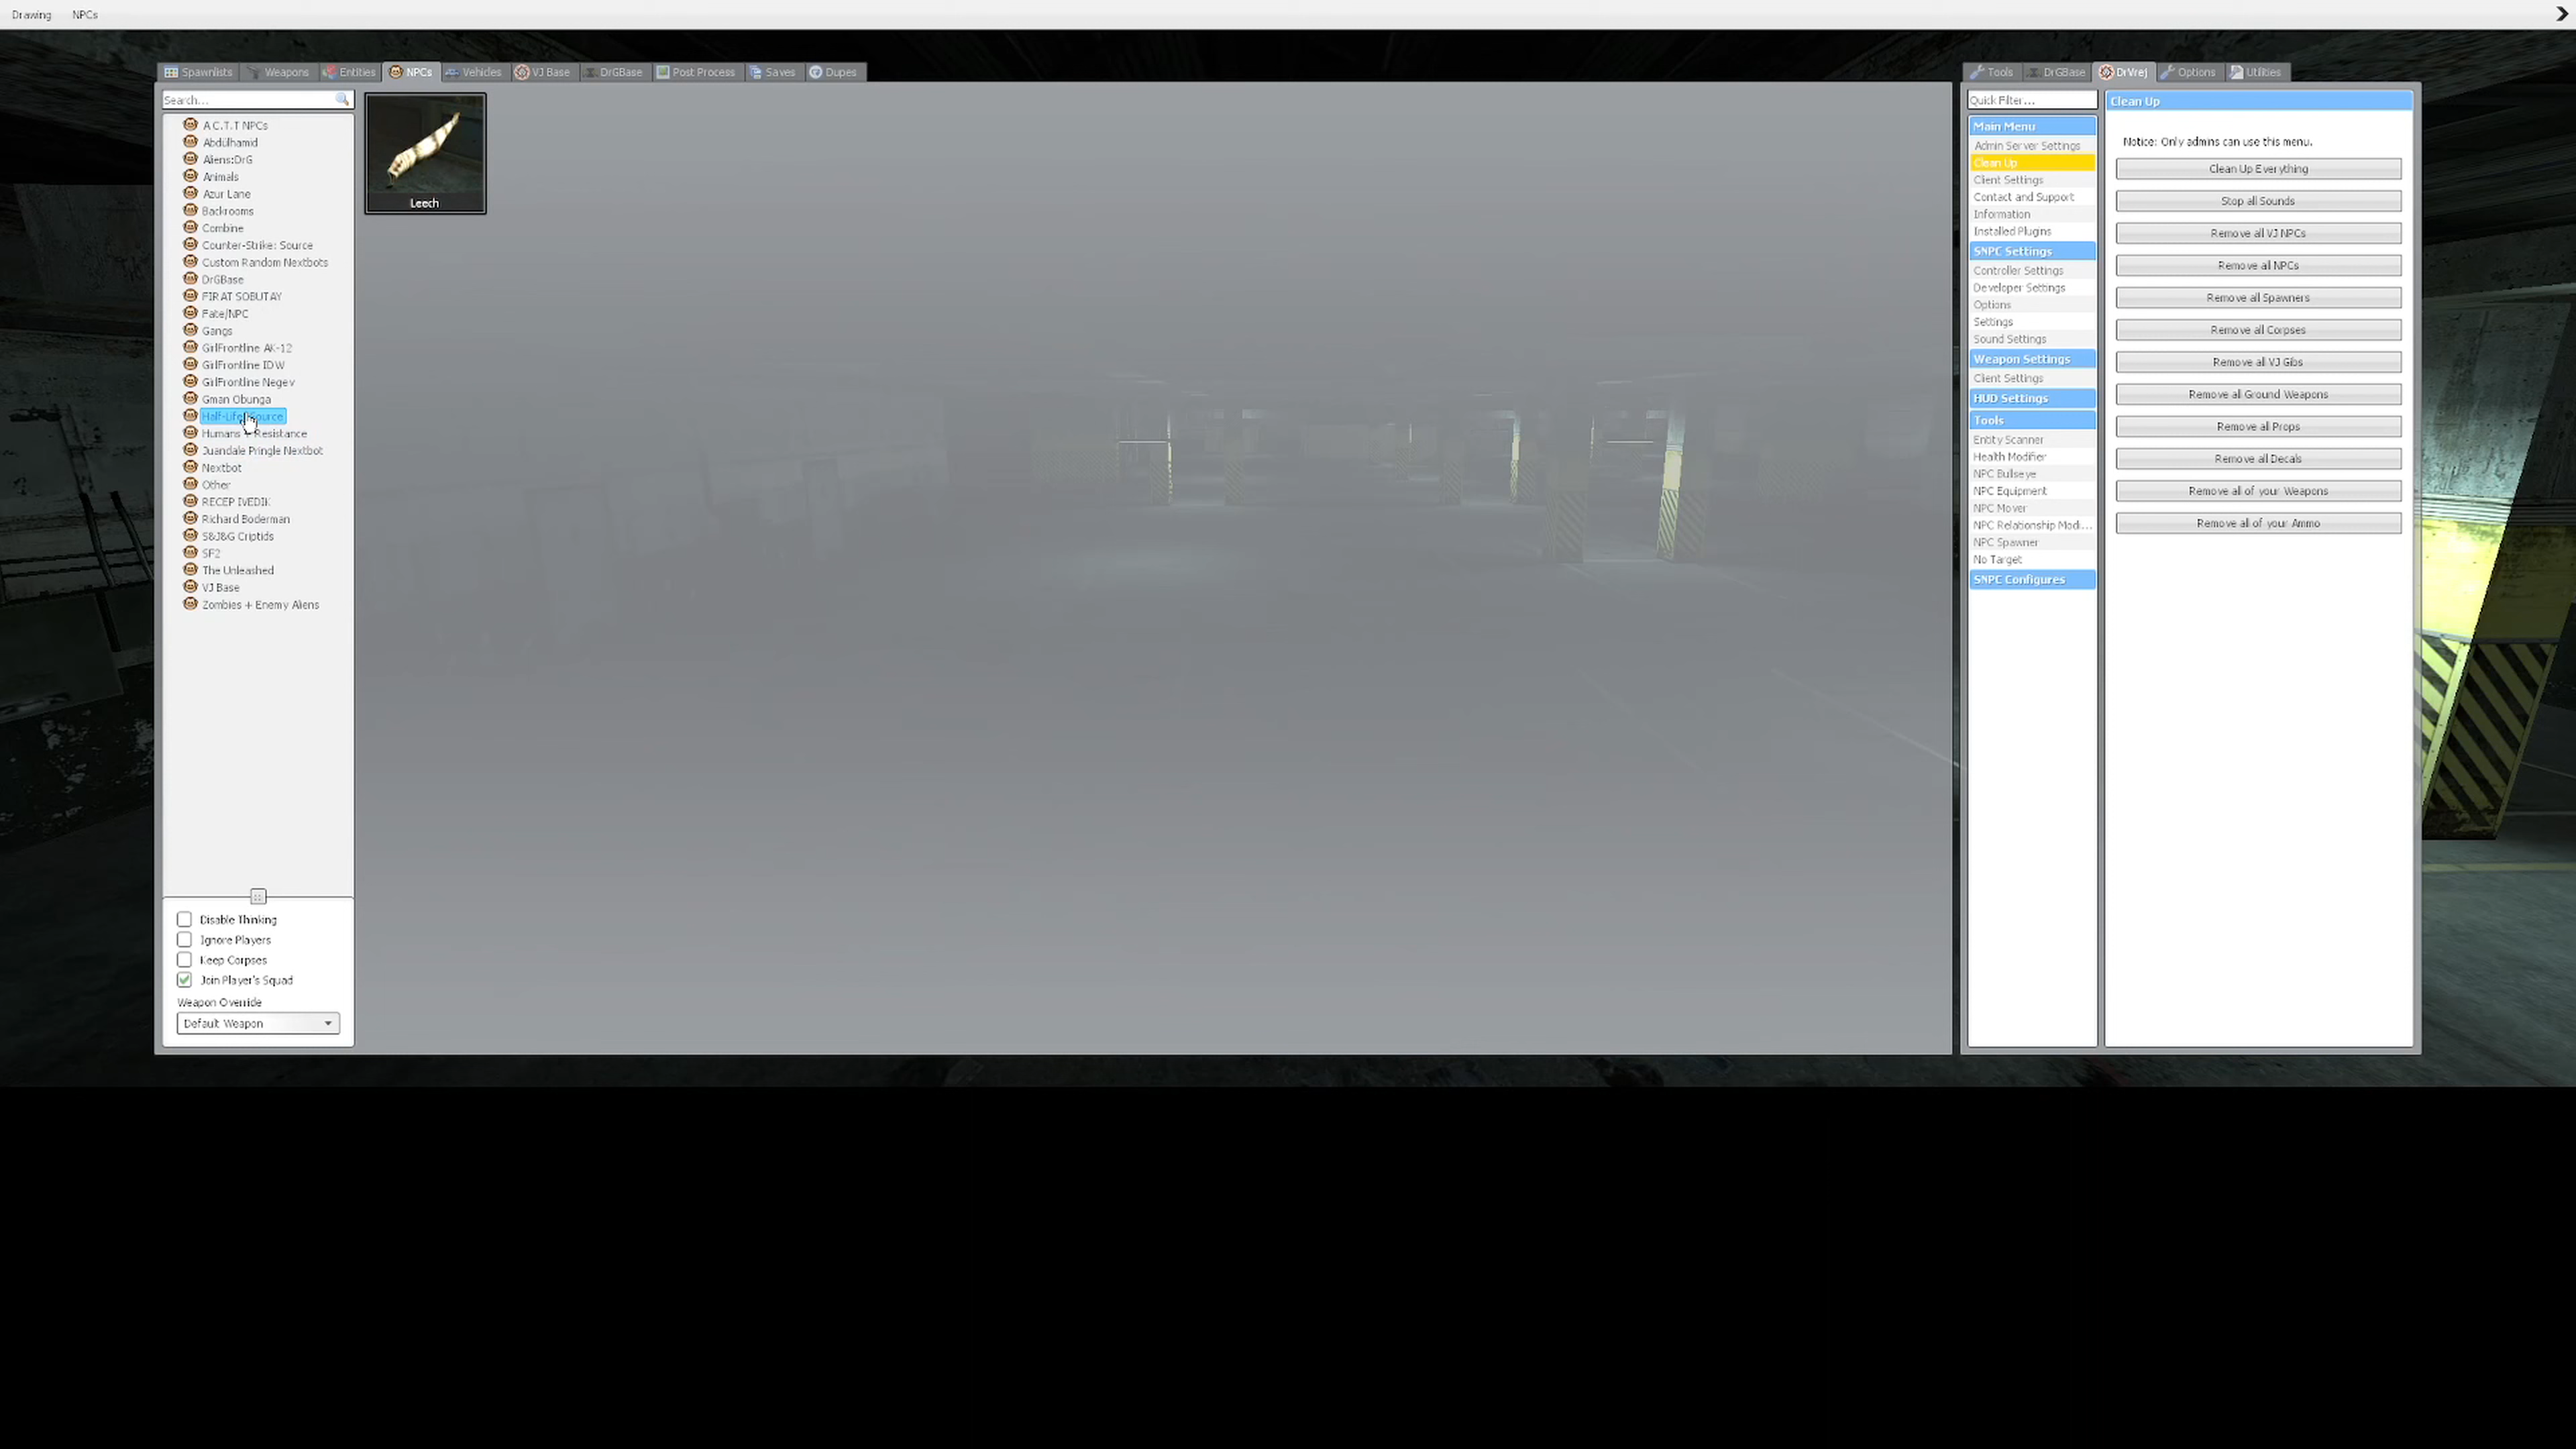 Drawing NPCs
Spawnlists Weapons Entities NPCs Vehicles VJ Base DrGBase Post Process Saves Dupes
Search...
A.C.T.T NPCs
Abdülhamid
Aliens:DrG
Animals
Azur Lane
Backrooms
Combine
Counter-Strike: Source
Custom Random Nextbots
DrGBase
FIRAT SOBUTAY
Fate/NPC
Gangs
GirlFrontline AK-12
GirlFrontline IDW
GirlFrontline Negev
Gman Obunga
Half-Life: Source
Humans + Resistance
Juandale Pringle Nextbot
Nextbot
Other
RECEP IVEDIK
Richard Boderman
S&J&G Criptids
SF2
The Unleashed
VJ Base
Zombies + Enemy Aliens
Disable Thinking
Ignore Players
Keep Corpses
Join Player's Squad
Weapon Override
Default Weapon
Leech
Tools DrGBase DrVrej Options Utilities
Quick Filter...
Main Menu
Admin Server Settings
Clean Up
Client Settings
Contact and Support
Information
Installed Plugins
SNPC Settings
Controller Settings
Developer Settings
Options
Settings
Sound Settings
Weapon Settings
Client Settings
HUD Settings
Tools
Entity Scanner
Health Modifier
NPC Bullseye
NPC Equipment
NPC Mover
NPC Relationship Modi...
NPC Spawner
No Target
SNPC Configures
Clean Up
Notice: Only admins can use this menu.
Clean Up Everything
Stop all Sounds
Remove all VJ NPCs
Remove all NPCs
Remove all Spawners
Remove all Corpses
Remove all VJ Gibs
Remove all Ground Weapons
Remove all Props
Remove all Decals
Remove all of your Weapons
Remove all of your Ammo